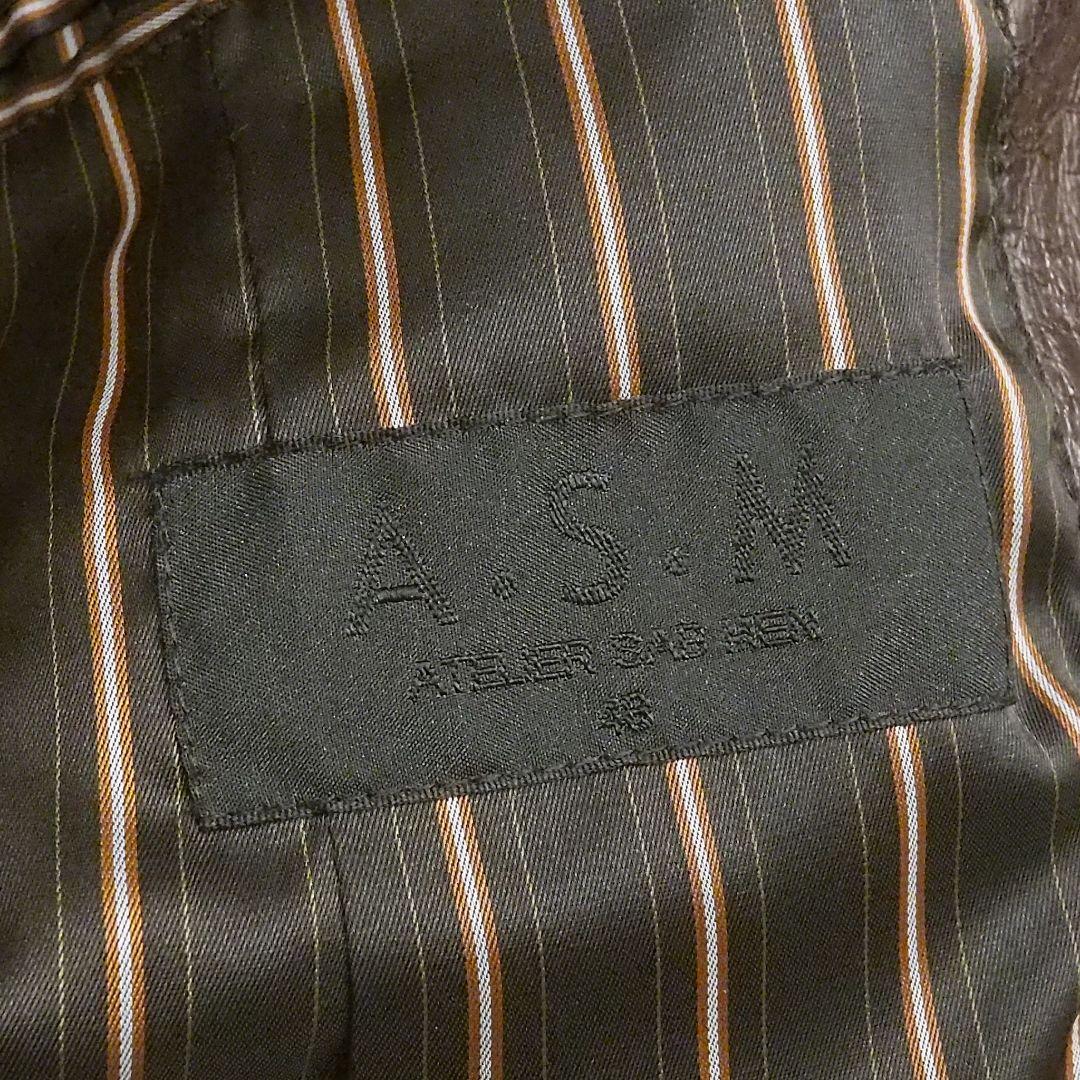 A.S.M
ATELIER SAB MEN
48